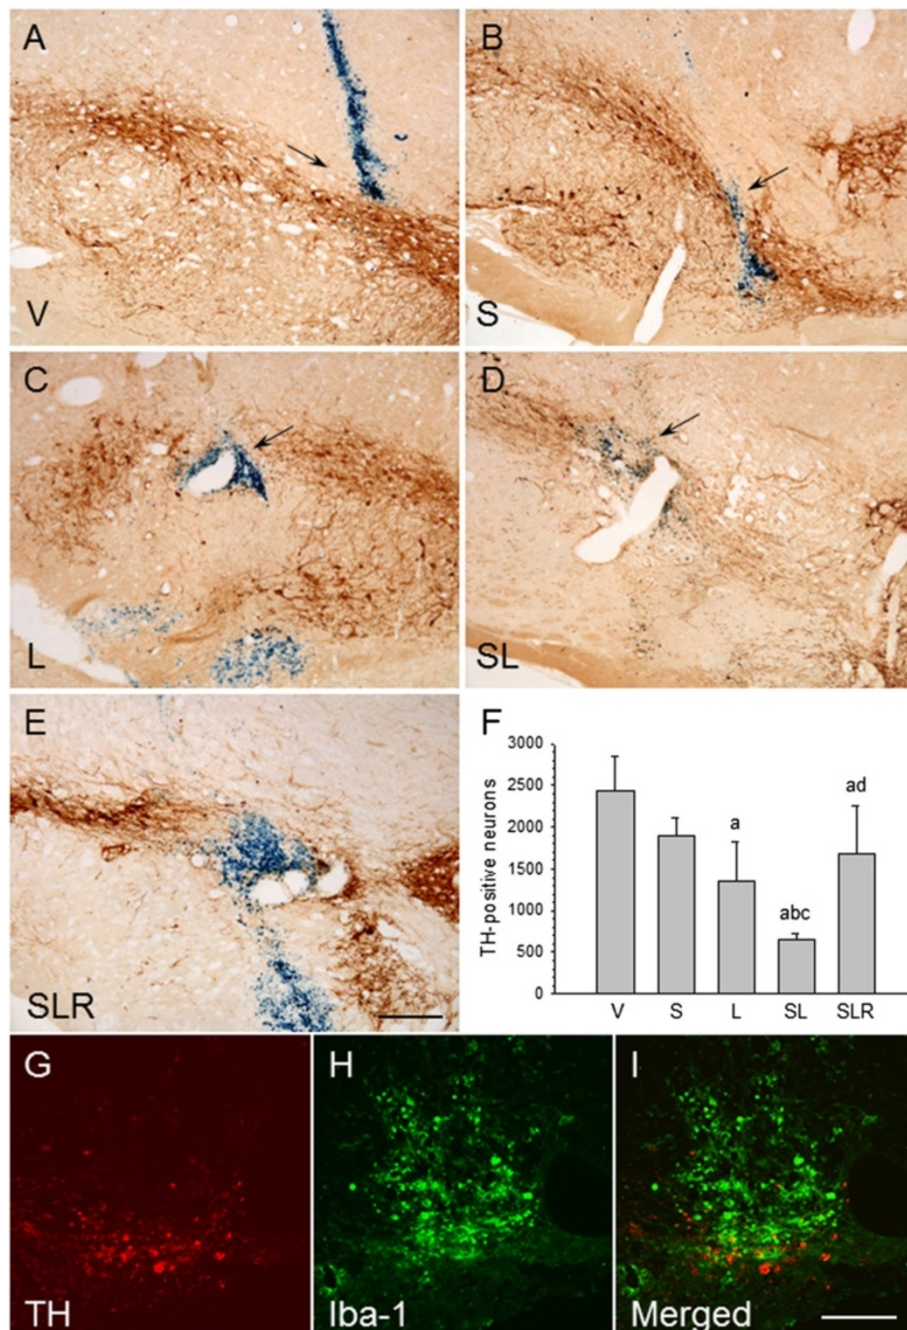 A
B
V
S
C
D
L
SL
E
F
3000
2500
2000
1500
1000
500
0
TH-positive neurons
a
abc
ad
V S L SL SLR
SLR
G
H
I
TH
Iba-1
Merged